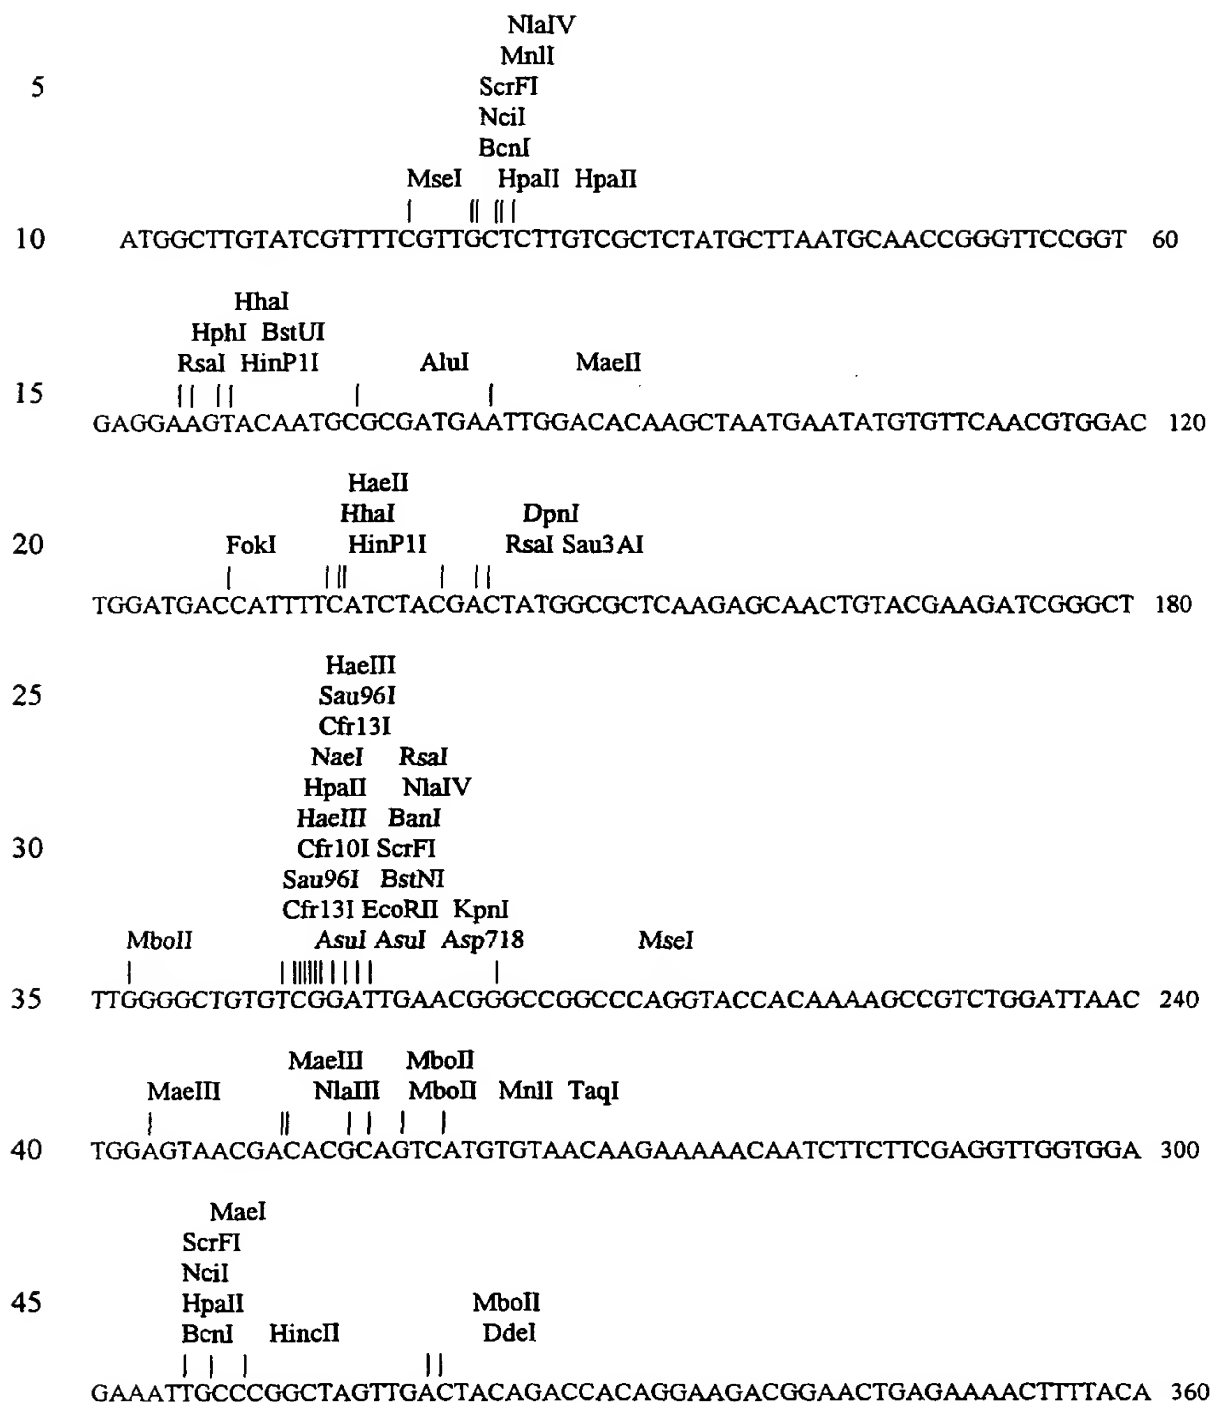 NlaIV
MnlI
5 ScrFI
NciI
BcnI
MseI HpaII HpaII
10 ATGGCTTGTATCGTTTTCGTTGCTCTTGTCGCTCTATGCTTAATGCAACCGGGTTCCGGT 60
HhaI
HphI BstUI
RsaI HinP1I AluI MaeII
15
GAGGAAGTACAATGCGCGATGAATTGGACACAAGCTAATGAATATGTGTTCAACGTGGAC 120
HaeII
HhaI DpnI
20 FokI HinP1I RsaI Sau3AI
TGGATGACCATTTTCATCTACGACTATGGCGCTCAAGAGCAACTGTACGAAGATCGGGCT 180
HaeIII
25 Sau96I
Cfr13I
NaeI RsaI
HpaII NlaIV
HaeIII BanI
30 Cfr10I ScrFI
Sau96I BstNI
Cfr13I EcoRII KpnI
MboII AsuI AsuI Asp718 MseI
35 TTGGGGCTGTGTCGGATTGAACGGGCCGGCCCAGGTACCACAAAAGCCGTCTGGATTAAC 240
MaeIII MboII
MaeIII NlaIII MboII MnlI TaqI
40 TGGAGTAACGACACGCAGTCATGTGTAACAAGAAAAACAATCTTCTTCGAGGTTGGTGGA 300
MaeI
ScrFI
NciI
45 HpaII MboII
BcnI HincII DdeI
GAAATTGCCCGGCTAGTTGACTACAGACCACAGGAAGACGGAACTGAGAAAACTTTTACA 360